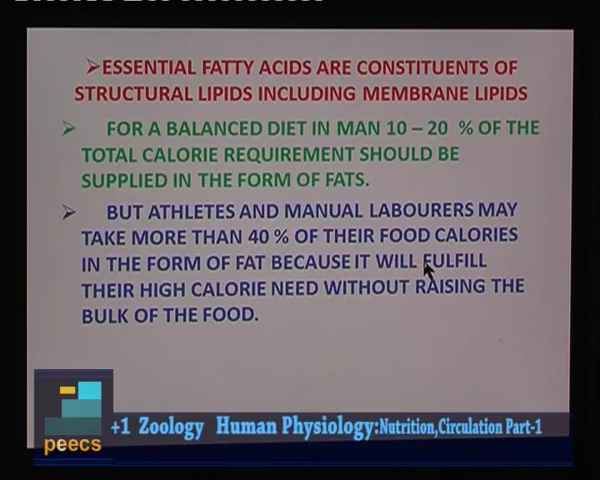 ➢ESSENTIAL FATTY ACIDS ARE CONSTITUENTS OF
STRUCTURAL LIPIDS INCLUDING MEMBRANE LIPIDS
➢ FOR A BALANCED DIET IN MAN 10 – 20 % OF THE
TOTAL CALORIE REQUIREMENT SHOULD BE
SUPPLIED IN THE FORM OF FATS.
➢ BUT ATHLETES AND MANUAL LABOURERS MAY
TAKE MORE THAN 40 % OF THEIR FOOD CALORIES
IN THE FORM OF FAT BECAUSE IT WILL FULFILL
THEIR HIGH CALORIE NEED WITHOUT RAISING THE
BULK OF THE FOOD.
peecs
+1 Zoology Human Physiology:Nutrition,Circulation Part-1